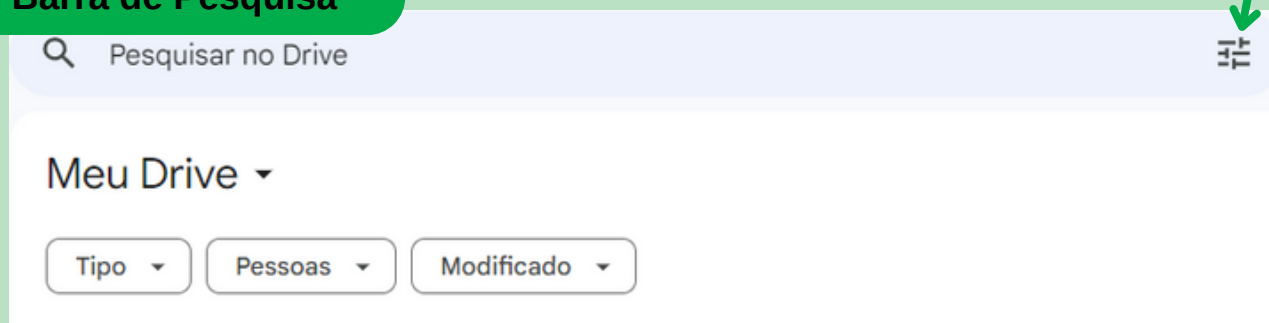 Barra de Pesquisa
Pesquisar no Drive
Meu Drive
Tipo Pessoas Modificado